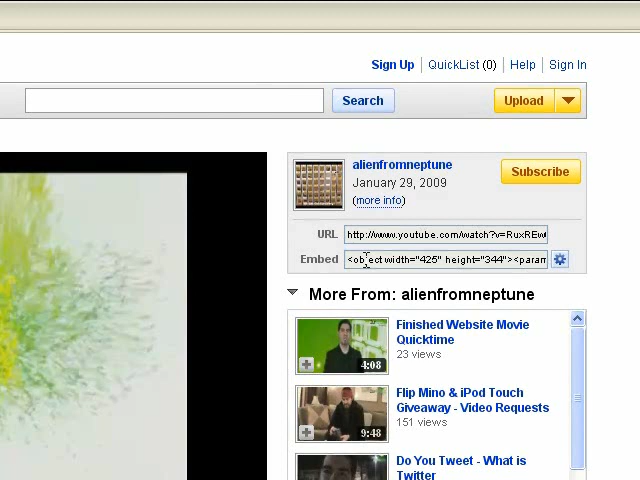 Sign Up QuickList (0) Help Sign In
Search Upload
alienfromneptune
January 29, 2009
(more info)
Subscribe
URL http://www.youtube.com/watch?v=RuxREw
Embed <object width="425" height="344"><param
More From: alienfromneptune
Finished Website Movie
Quicktime
23 views
4:08
Flip Mino & iPod Touch
Giveaway - Video Requests
151 views
9:48
Do You Tweet - What is
Twitter